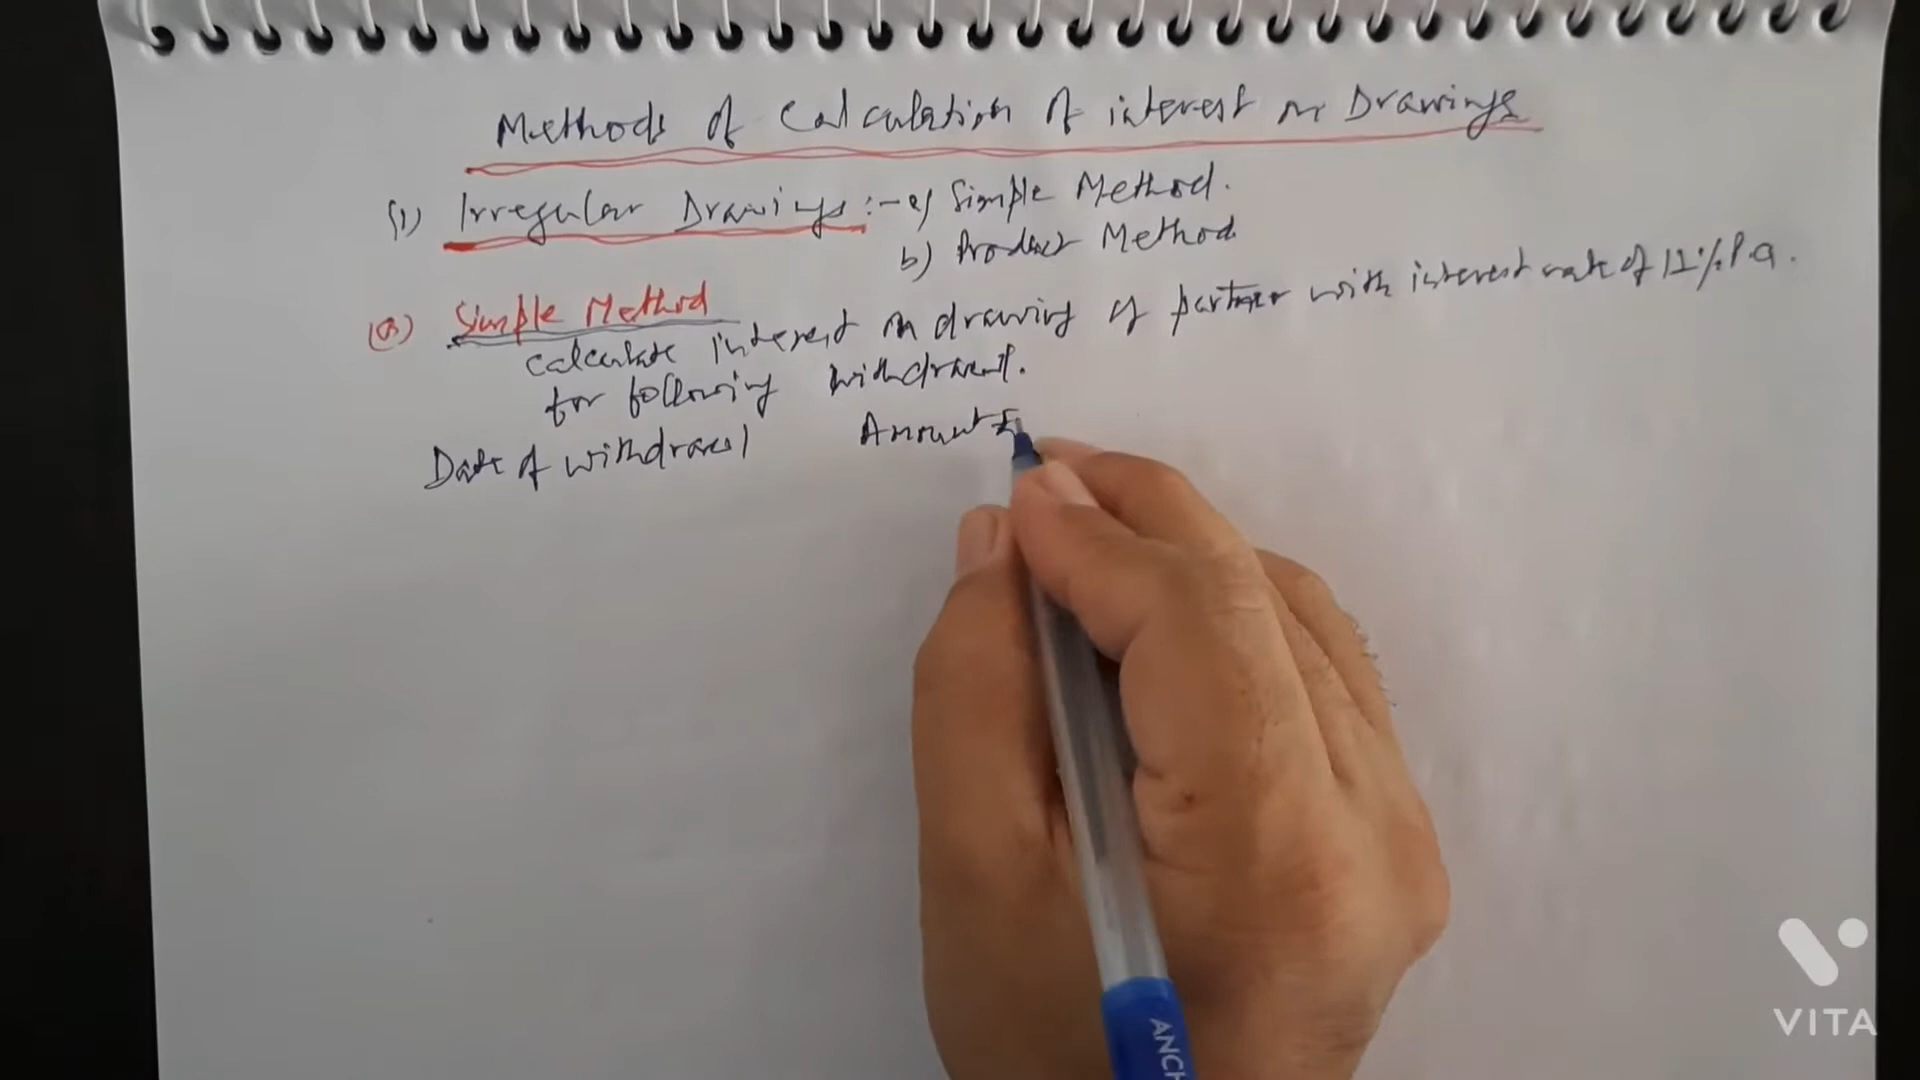 Methods of Calculation of interest on Drawings
(1) Irregular Drawings :- a) Simple Method.
b) Product Method
(a) Simple Method
calculate interest on drawing of partner with interest rate of 12% P.a.
for following withdrawal.
Date of withdrawal Amount ₹
ANCH
VITA